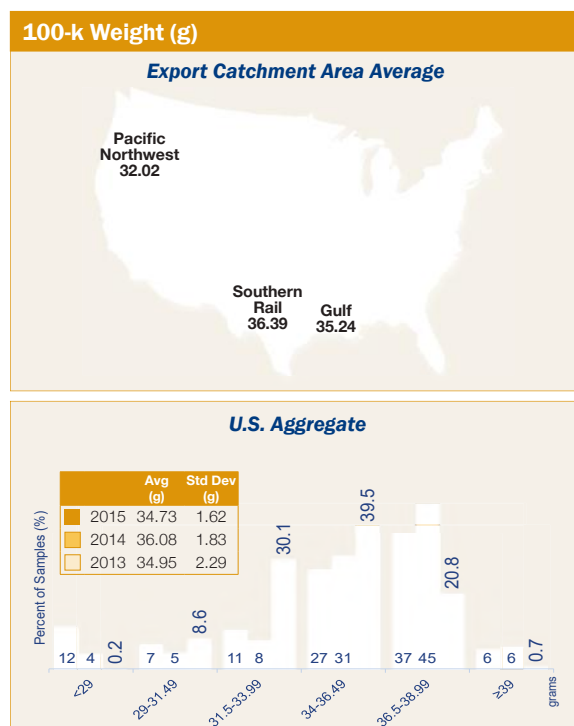 100-k Weight (g)
Export Catchment Area Average
Pacific
Northwest
32.02
Southern
Rail
36.39
Gulf
35.24
U.S. Aggregate
Avg
(g)
Std Dev
(g)
2015 34.73 1.62
2014 36.08 1.83
2013 34.95 2.29
Percent of Samples (%)
12 4 0.2
7 5 8.6
11 8 30.1
27 31 39.5
37 45 20.8
6 6 0.7
<29
29-31.49
31.5-33.99
34-36.49
36.5-38.99
≥39
grams